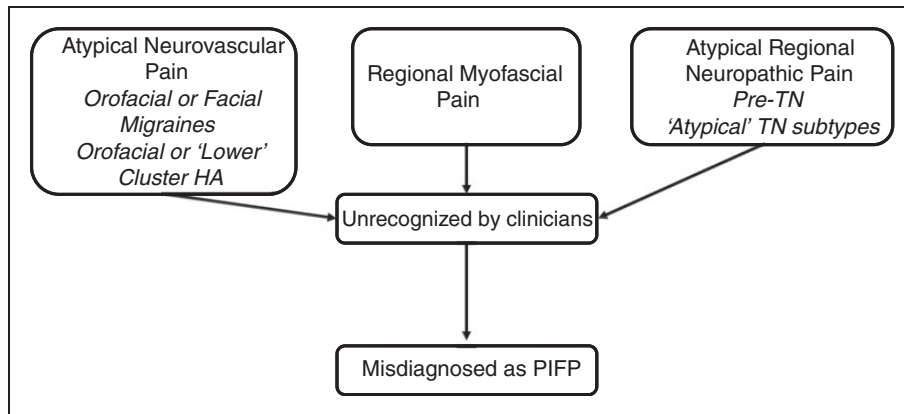 Atypical Neurovascular
Pain
Orofacial or Facial
Migraines
Orofacial or ‘Lower’
Cluster HA
Regional Myofascial
Pain
Atypical Regional
Neuropathic Pain
Pre-TN
‘Atypical’ TN subtypes
Unrecognized by clinicians
Misdiagnosed as PIFP